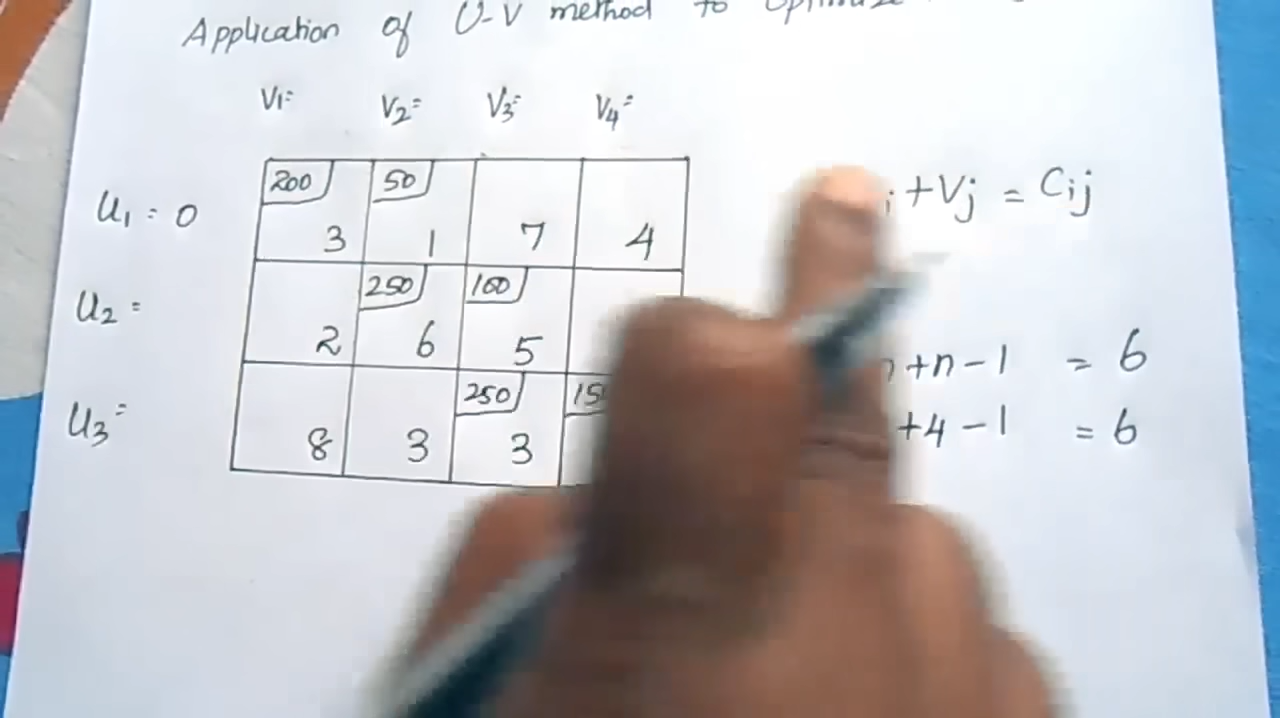 Application of U-V method to
V1= V2= V3= V4=
200 50
U1 = 0 3 1 7 4
+Vj = Cij
250 100
U2 = 2 6 5
+n-1 = 6
250
U3 = 8 3 3
+4-1 = 6